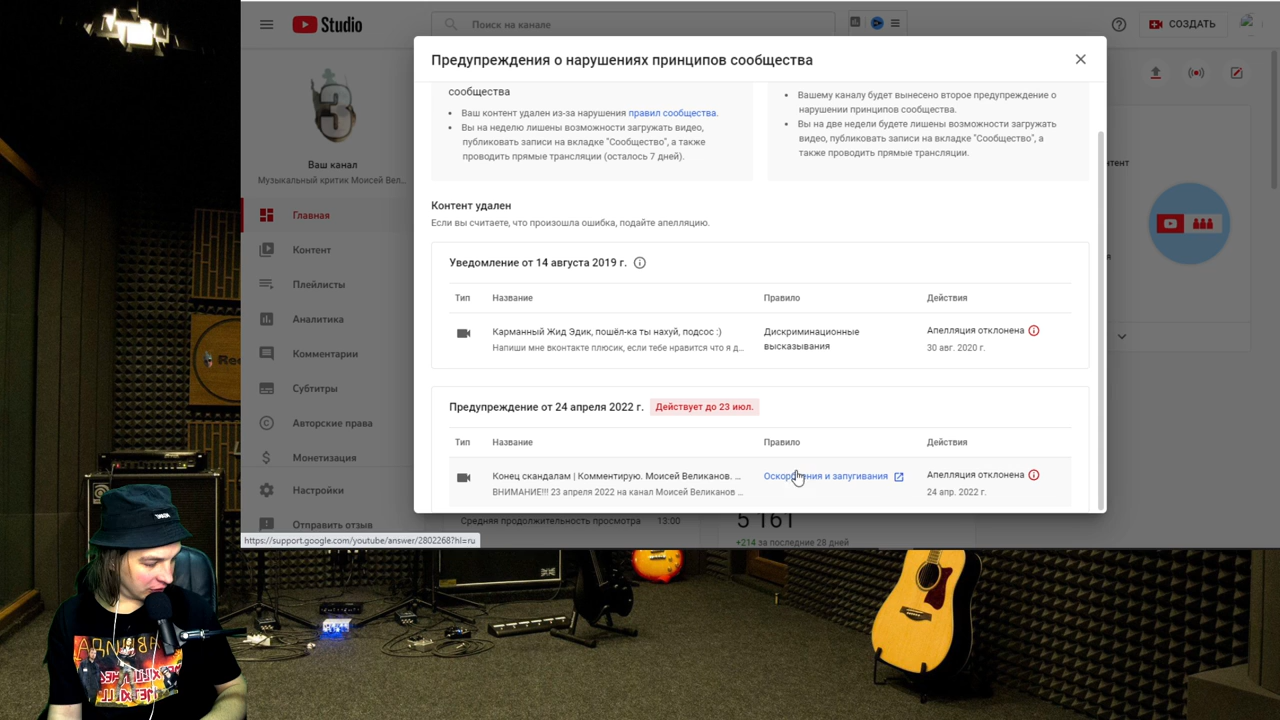 Studio
Поиск на канале
СОЗДАТЬ
Предупреждения о нарушениях принципов сообщества
сообщества
• Ваш контент удален из-за нарушения правил сообщества.
• Вы на неделю лишены возможности загружать видео,
публиковать записи на вкладке "Сообщество", а также
проводить прямые трансляции (осталось 7 дней).
• Вашему каналу будет вынесено второе предупреждение о
нарушении принципов сообщества.
• Вы на две недели будете лишены возможности загружать
видео, публиковать записи на вкладке "Сообщество", а
также проводить прямые трансляции.
3
Ваш канал
Музыкальный критик Моисей Вел...
Главная
Контент
Плейлисты
Аналитика
Комментарии
Субтитры
Авторские права
Монетизация
Настройки
Отправить отзыв
Контент удален
Если вы считаете, что произошла ошибка, подайте апелляцию.
Уведомление от 14 августа 2019 г.
Тип Название Правило Действия
Карманный Жид Эдик, пошёл-ка ты нахуй, подсос :)
Напиши мне вконтакте плюсик, если тебе нравится что я д...
Дискриминационные
высказывания
Апелляция отклонена
30 авг. 2020 г.
Предупреждение от 24 апреля 2022 г. Действует до 23 июл.
Тип Название Правило Действия
Конец скандалам | Комментирую. Моисей Великанов. ...
ВНИМАНИЕ!!! 23 апреля 2022 на канал Моисей Великанов ...
Оскорбления и запугивания
Апелляция отклонена
24 апр. 2022 г.
Средняя продолжительность просмотра 13:00
5 161
+214 за последние 28 дней
https://support.google.com/youtube/answer/2802268?hl=ru